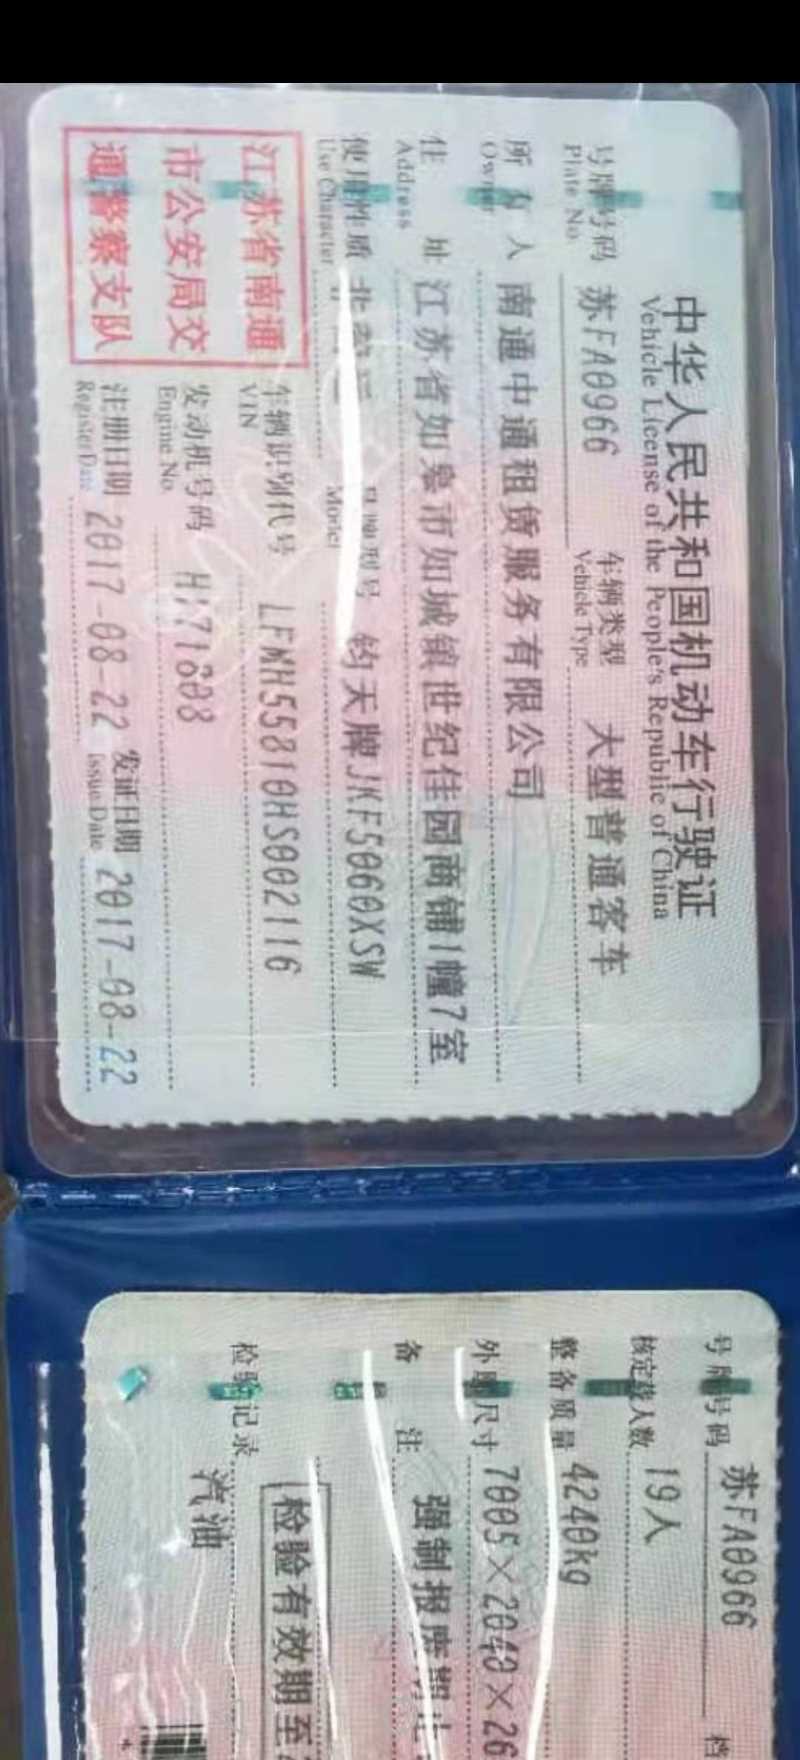 中华人民共和国机动车行驶证
Vehicle License of the People's Republic of China
号牌号码 苏FA0966 车辆类型 大型普通客车
Plate No. Vehicle Type
所有人 南通中通租赁服务有限公司
Owner
住址 江苏省如皋市如城镇世纪佳园商铺1幢7室
Address
使用性质 品牌型号 钧天牌JKF5060XSW
Use Character Model
江苏省南通
市公安局交
通警察支队
车辆识别代号 LFMH55810HS002116
VIN
发动机号码 H171808
Engine No.
注册日期 2017-08-22 发证日期 2017-08-22
Register Date Issue Date
号牌号码 苏FA0966
核定载人数 19人
整备质量 4240kg
外廓尺寸 7005×2040×26
备注 强制报废期止
检验有效期至
检验记录
汽油